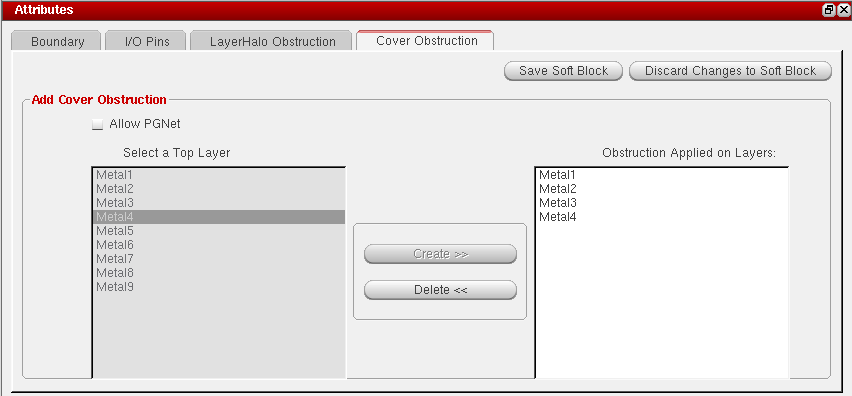 Attributes
Boundary
I/O Pins
LayerHalo Obstruction
Cover Obstruction
Save Soft Block
Discard Changes to Soft Block
Add Cover Obstruction
Allow PGNet
Select a Top Layer
Metal1
Metal2
Metal3
Metal4
Metal5
Metal6
Metal7
Metal8
Metal9
Create >>
Delete <<
Obstruction Applied on Layers:
Metal1
Metal2
Metal3
Metal4